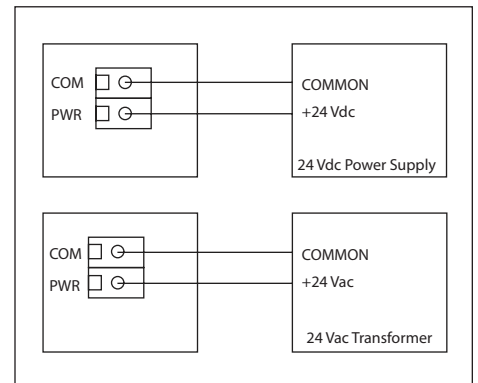 COM
COMMON
PWR
+24 Vdc
24 Vdc Power Supply
COM
COMMON
PWR
+24 Vac
24 Vac Transformer